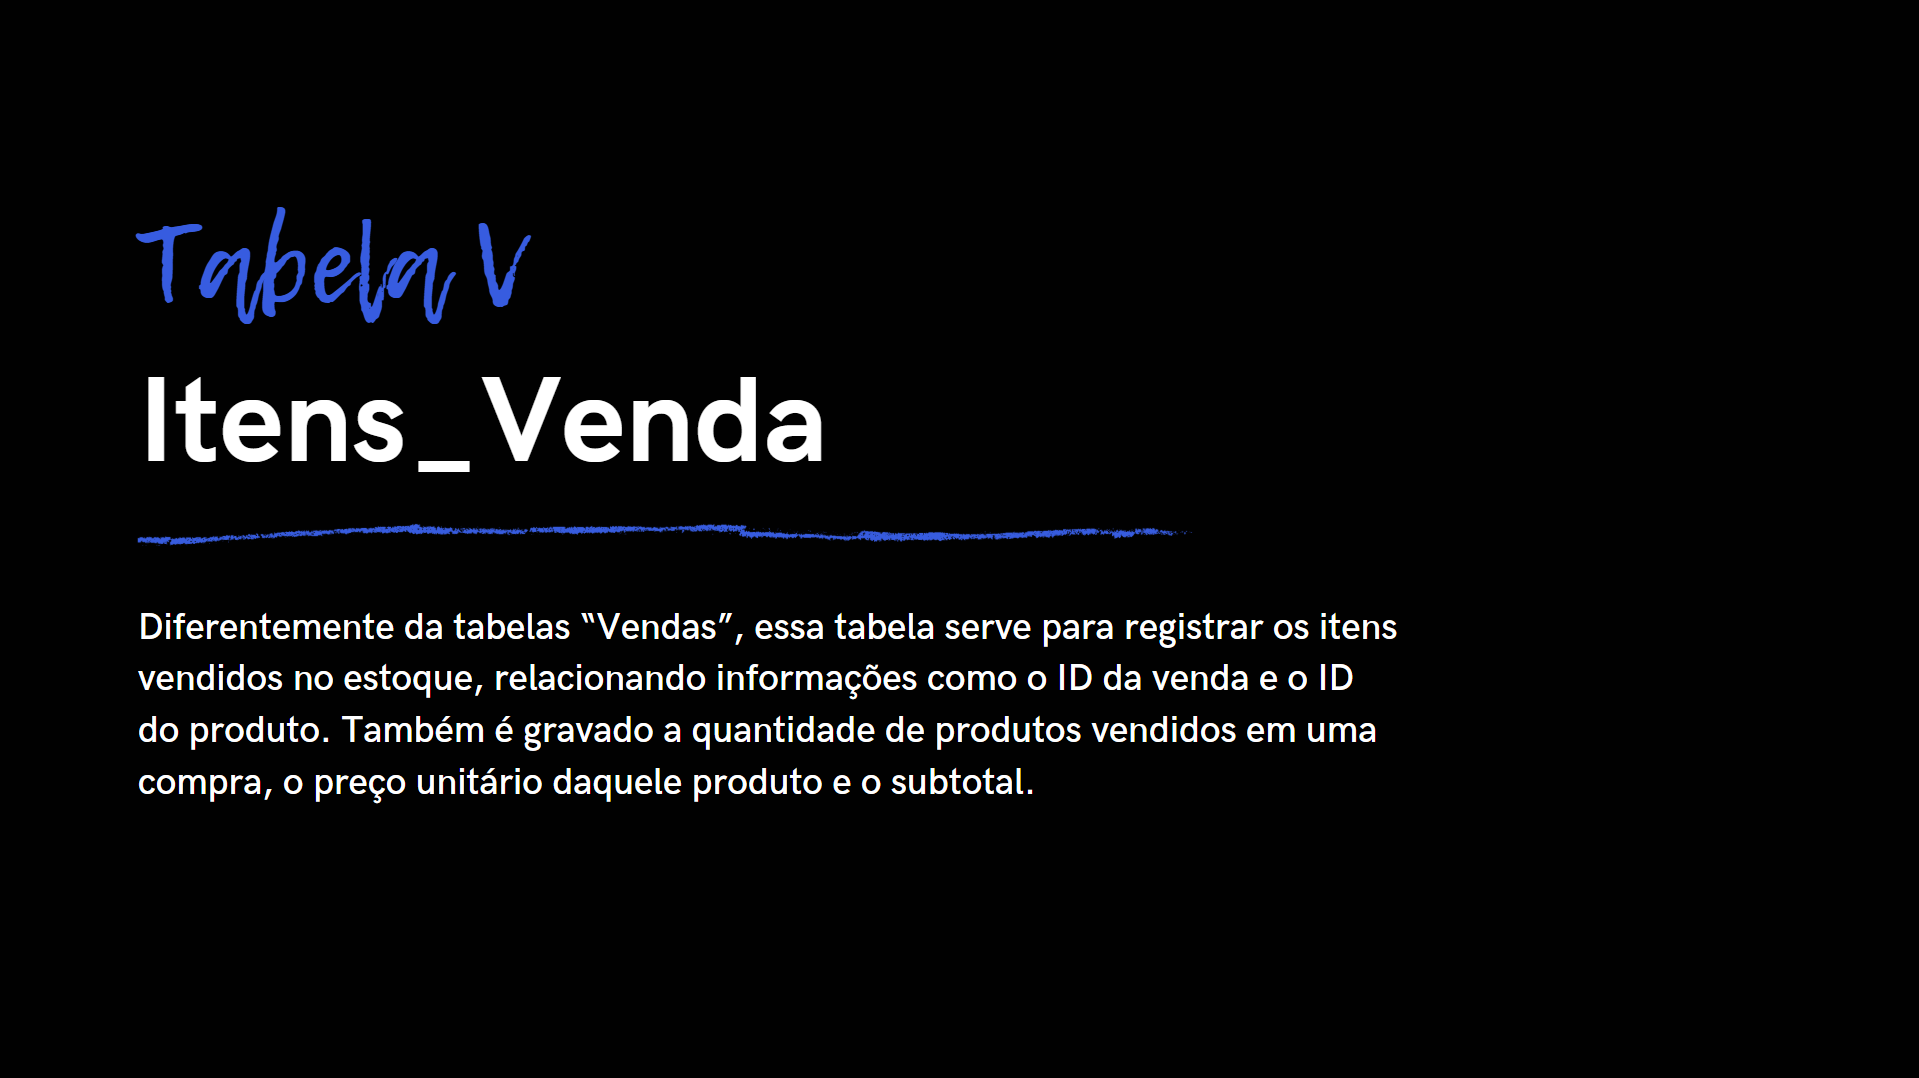 Tabela V
Itens_Venda
Diferentemente da tabelas “Vendas”, essa tabela serve para registrar os itens
vendidos no estoque, relacionando informações como o ID da venda e o ID
do produto. Também é gravado a quantidade de produtos vendidos em uma
compra, o preço unitário daquele produto e o subtotal.